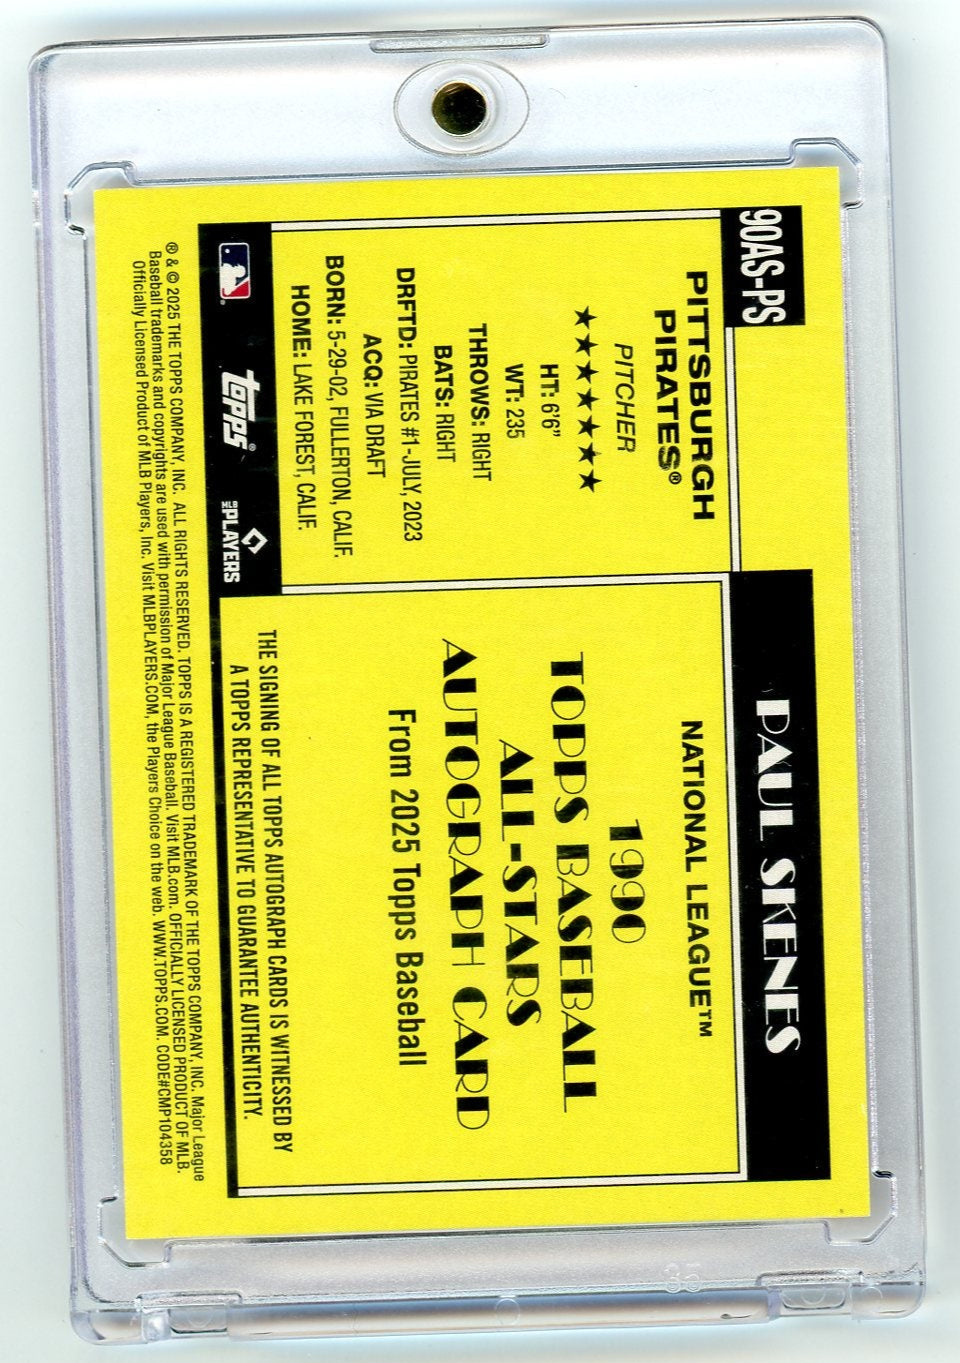 90AS-PS
PAUL SKENES
PITTSBURGH
PIRATES®
PITCHER
★★★★★★★
HT: 6'6"
WT: 235
THROWS: RIGHT
BATS: RIGHT
DRFTD: PIRATES #1-JULY, 2023
ACQ: VIA DRAFT
BORN: 5-29-02, FULLERTON, CALIF.
HOME: LAKE FOREST, CALIF.
NATIONAL LEAGUE™
1990
TOPPS BASEBALL
ALL-STARS
AUTOGRAPH CARD
From 2025 Topps Baseball
THE SIGNING OF ALL TOPPS AUTOGRAPH CARDS IS WITNESSED BY
A TOPPS REPRESENTATIVE TO GUARANTEE AUTHENTICITY.
topps®
MLB PLAYERS
® & © 2025 THE TOPPS COMPANY, INC. ALL RIGHTS RESERVED. TOPPS IS A REGISTERED TRADEMARK OF THE TOPPS COMPANY, INC. Major League
Baseball trademarks and copyrights are used with permission of Major League Baseball. Visit MLB.com. OFFICIALLY LICENSED PRODUCT OF MLB.
Officially Licensed Product of MLB Players, Inc. Visit MLBPLAYERS.COM, the Players Choice on the web. WWW.TOPPS.COM. CODE#CMP104358